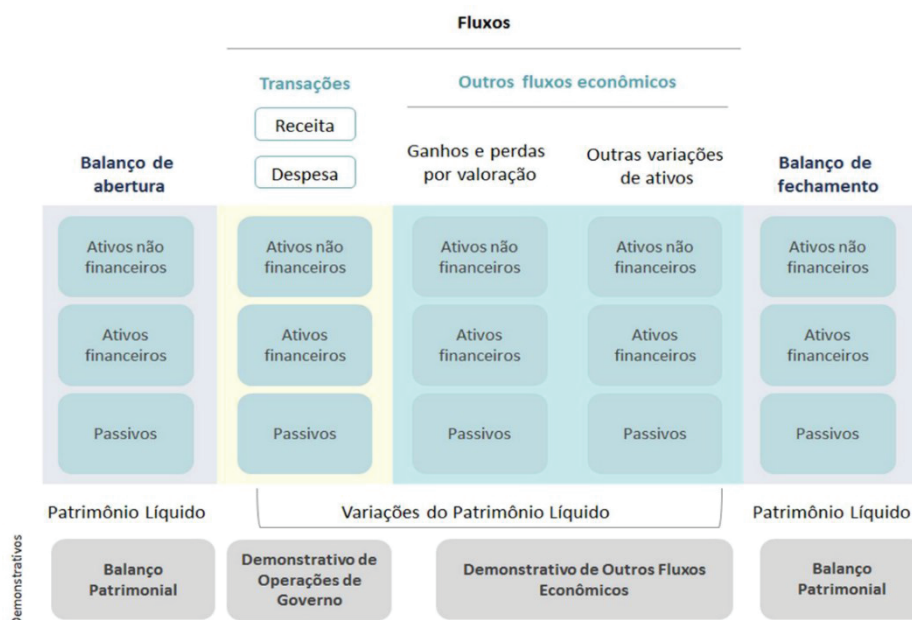 Fluxos
Transações
Outros fluxos econômicos
Receita
Despesa
Balanço de
abertura
Ganhos e perdas
por valoração
Outras variações
de ativos
Balanço de
fechamento
Ativos não
financeiros
Ativos não
financeiros
Ativos não
financeiros
Ativos não
financeiros
Ativos não
financeiros
Ativos
financeiros
Ativos
financeiros
Ativos
financeiros
Ativos
financeiros
Ativos
financeiros
Passivos
Passivos
Passivos
Passivos
Passivos
Patrimônio Líquido
Variações do Patrimônio Líquido
Patrimônio Líquido
Demonstrativos
Balanço
Patrimonial
Demonstrativo de
Operações de
Governo
Demonstrativo de Outros Fluxos
Econômicos
Balanço
Patrimonial